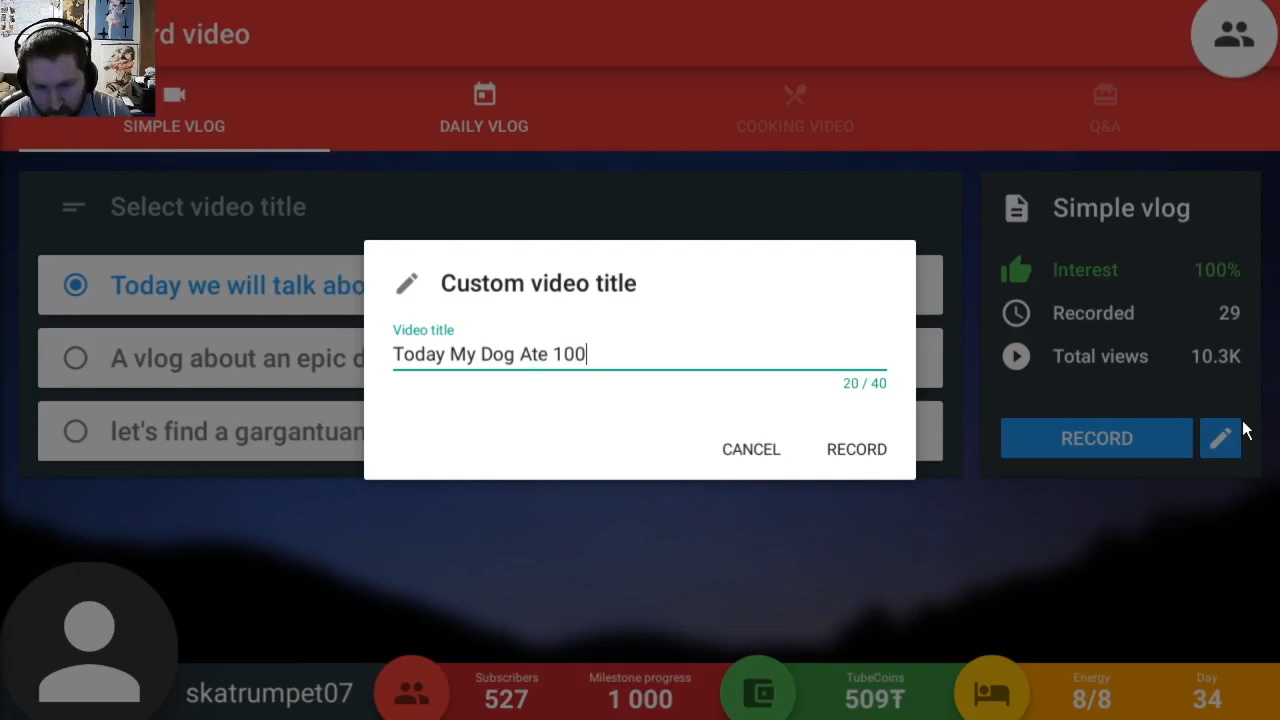 rd video
SIMPLE VLOG
DAILY VLOG
COOKING VIDEO
Q&A
Select video title
Today we will talk abo
A vlog about an epic d
let's find a gargantuan
Custom video title
Video title
Today My Dog Ate 100
20 / 40
CANCEL
RECORD
Simple vlog
Interest 100%
Recorded 29
Total views 10.3K
RECORD
skatrumpet07
Subscribers
527
Milestone progress
1 000
TubeCoins
509₸
Energy
8/8
Day
34